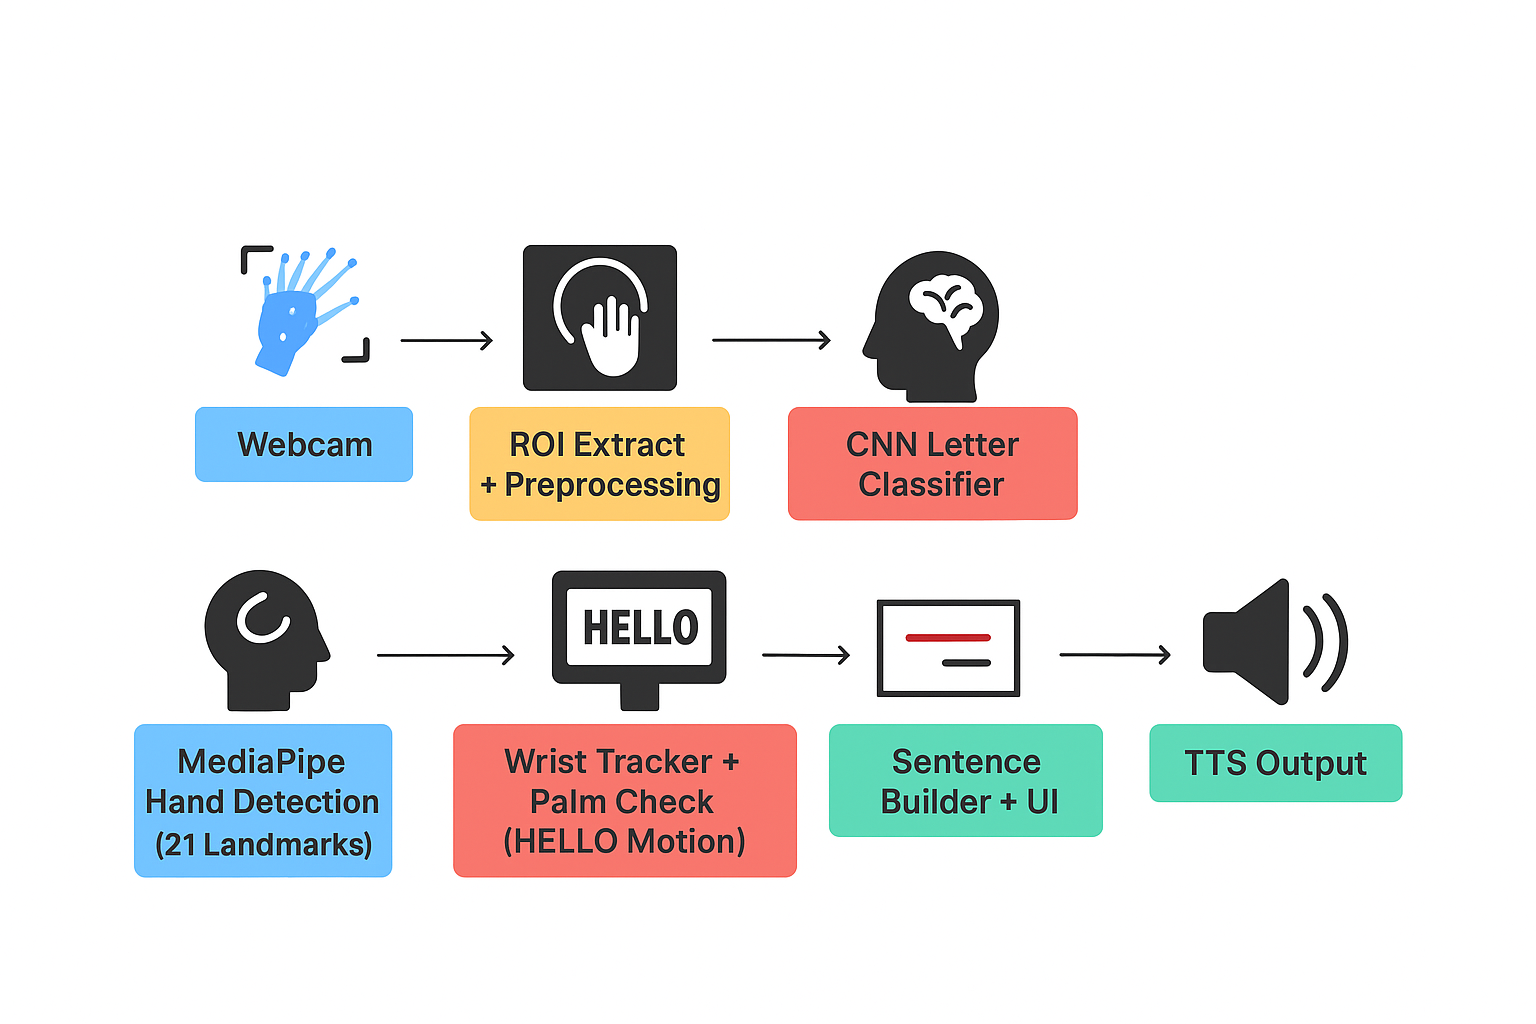 Webcam
ROI Extract
+ Preprocessing
CNN Letter
Classifier
HELLO
MediaPipe
Hand Detection
(21 Landmarks)
Wrist Tracker +
Palm Check
(HELLO Motion)
Sentence
Builder + UI
TTS Output